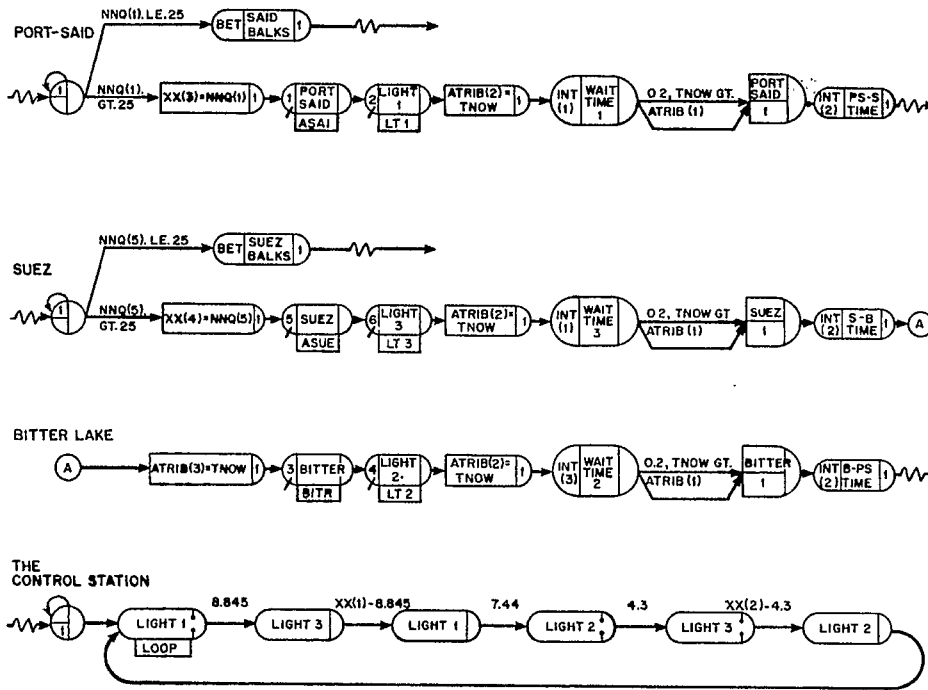 NNQ(1).LE.25
BET
SAID
BALKS
1
PORT-SAID
1
NNQ(1).
GT.25
XX(3)=NNQ(1)
1
1
PORT
SAID
ASAI
2
LIGHT
1
LT 1
ATRIB(2)=
TNOW
1
INT
(1)
WAIT
TIME
1
0.2, TNOW GT.
ATRIB (1)
PORT
SAID
1
INT
(2)
PS-S
TIME
1
NNQ(5).LE.25
BET
SUEZ
BALKS
1
SUEZ
1
NNQ(5).
GT.25
XX(4)=NNQ(5)
1
5
SUEZ
ASUE
6
LIGHT
3
LT 3
ATRIB(2)=
TNOW
1
INT
(1)
WAIT
TIME
3
0.2, TNOW GT
ATRIB (1)
SUEZ
1
INT
(2)
S-B
TIME
1
A
BITTER LAKE
A
ATRIB(3)=TNOW
1
3
BITTER
BITR
4
LIGHT
2.
LT 2
ATRIB(2)=
TNOW
1
INT
(3)
WAIT
TIME
2
0.2, TNOW GT.
ATRIB (1)
BITTER
1
INT
(2)
B-PS
TIME
1
THE
CONTROL STATION
1
LIGHT 1
LOOP
8.845
LIGHT 3
XX(1)-8.845
LIGHT 1
7.44
LIGHT 2
4.3
LIGHT 3
XX(2)-4.3
LIGHT 2